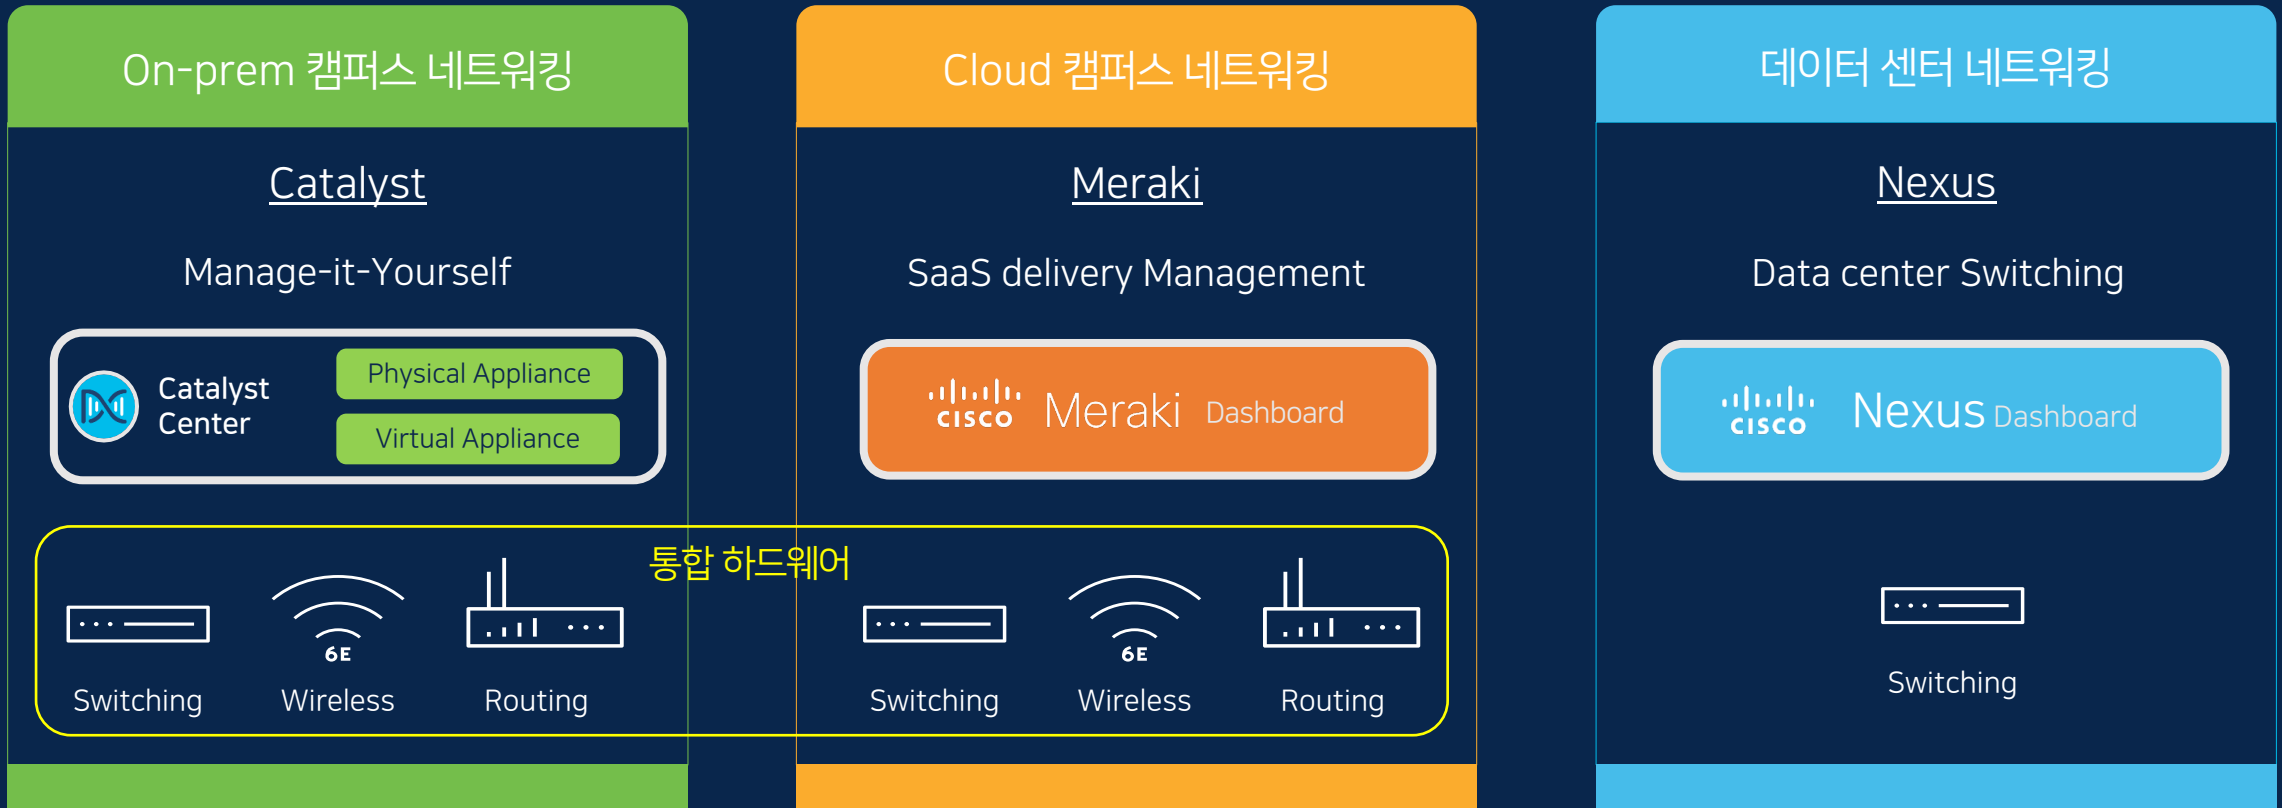 On-prem 캠퍼스 네트워킹
Catalyst
Manage-it-Yourself
Catalyst
Center
Physical Appliance
Virtual Appliance
Cloud 캠퍼스 네트워킹
Meraki
SaaS delivery Management
CISCO Meraki Dashboard
통합 하드웨어
6E
Switching Wireless Routing
6E
Switching Wireless Routing
데이터 센터 네트워킹
Nexus
Data center Switching
CISCO Nexus Dashboard
Switching